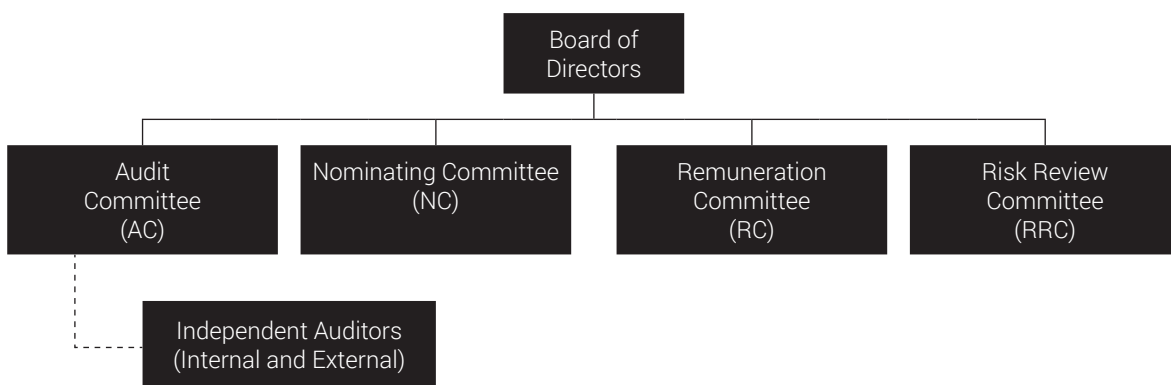 Board of
Directors
Audit
Committee
(AC)
Nominating Committee
(NC)
Remuneration
Committee
(RC)
Risk Review
Committee
(RRC)
Independent Auditors
(Internal and External)